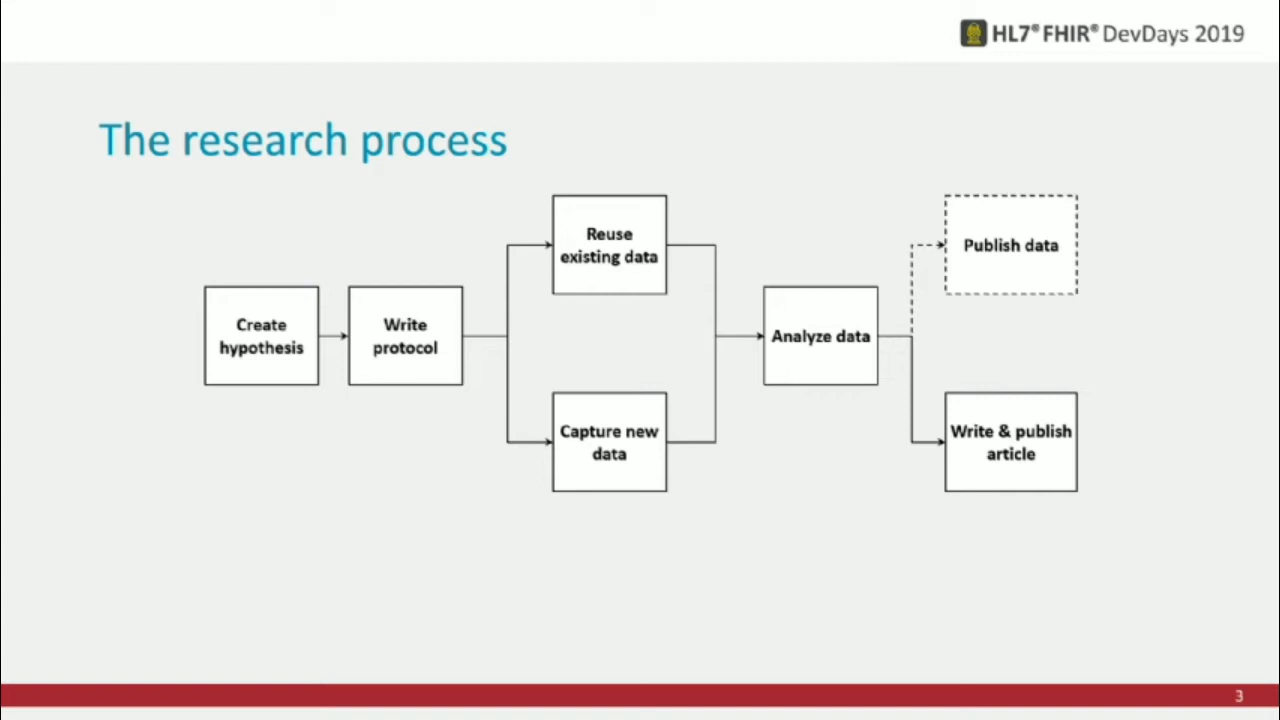 HL7® FHIR® DevDays 2019
The research process
Create
hypothesis
Write
protocol
Reuse
existing data
Capture new
data
Analyze data
Publish data
Write & publish
article
3